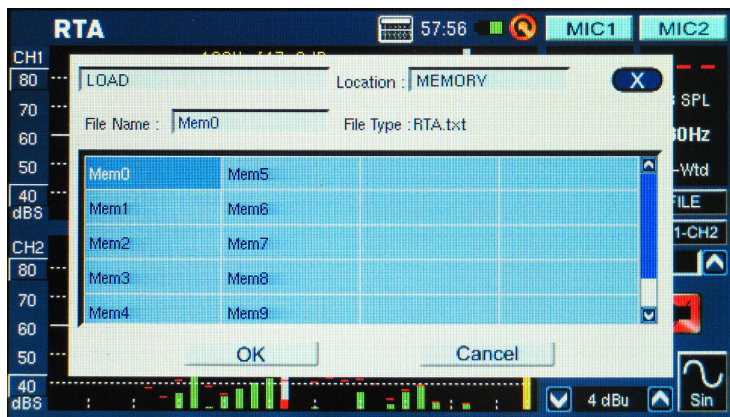 RTA 57:56 MIC1 MIC2
CH1
80
70
60
50
40
dBS
LOAD Location : MEMORY X
File Name : Mem0 File Type : RTA.txt
Mem0 Mem5
Mem1 Mem6
Mem2 Mem7
Mem3 Mem8
Mem4 Mem9
OK Cancel
SPL
0Hz
-Wtd
FILE
1-CH2
CH2
80
70
60
50
40
dBS
4 dBu Sin